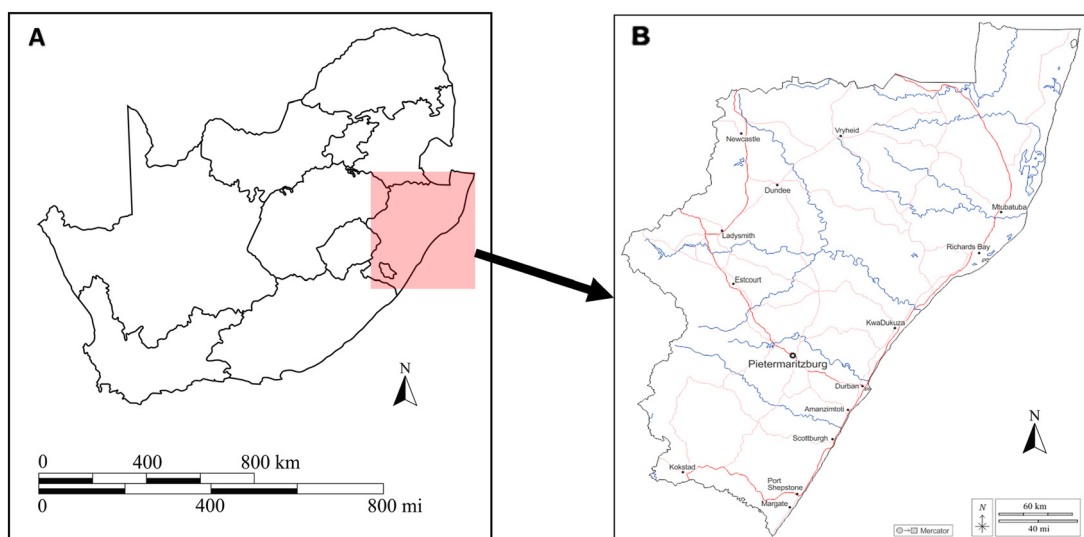 A
N
0 400 800 km
0 400 800 mi
B
Newcastle
Vryheid
Dundee
Mtubatuba
Ladysmith
Richards Bay
Estcourt
KwaDukuza
Pietermaritzburg
Durban
Amanzimtoti
N
Scottburgh
Kokstad
Port
Shepstone
Margate
N
60 km
40 mi
Mercator